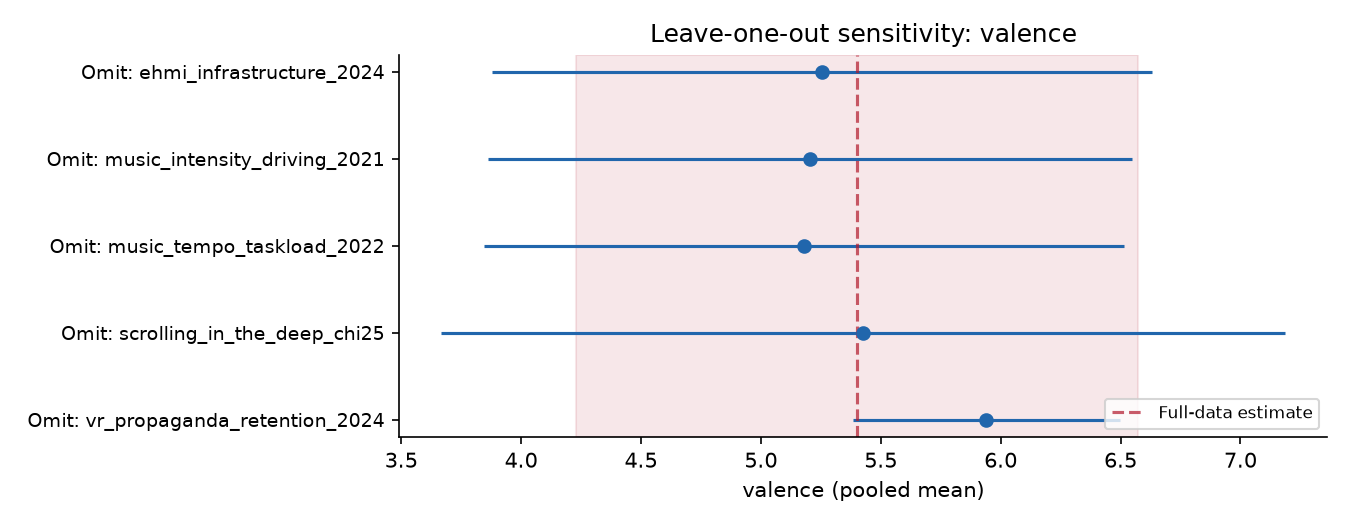 Leave-one-out sensitivity: valence
Omit: ehmi_infrastructure_2024
Omit: music_intensity_driving_2021
Omit: music_tempo_taskload_2022
Omit: scrolling_in_the_deep_chi25
Omit: vr_propaganda_retention_2024
Full-data estimate
3.5 4.0 4.5 5.0 5.5 6.0 6.5 7.0
valence (pooled mean)